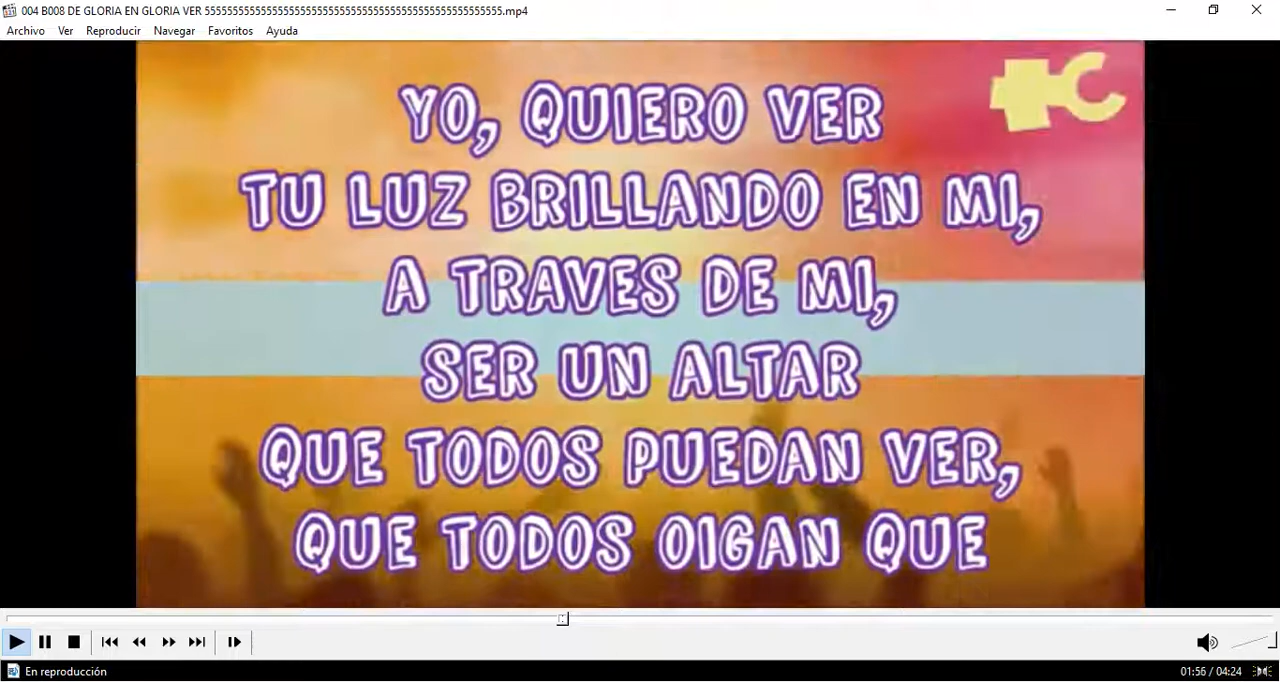 004 B008 DE GLORIA EN GLORIA VER 555555555555555555555555555555555555555555555555555555.mp4
Archivo Ver Reproducir Navegar Favoritos Ayuda
YO, QUIERO VER
TU LUZ BRILLANDO EN MI,
A TRAVES DE MI,
SER UN ALTAR
QUE TODOS PUEDAN VER,
QUE TODOS OIGAN QUE
En reproducción
01:56 / 04:24